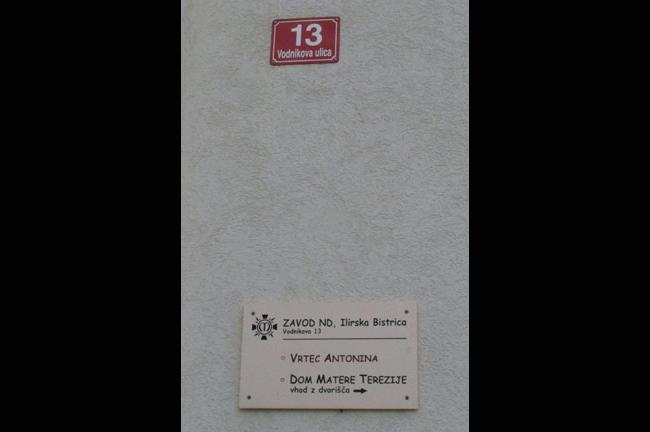 13
Vodnikova ulica
ZAVOD ND, Ilirska Bistrica
Vodnikova 13
VRTEC ANTONINA
DOM MATERE TEREZIJE
vhod z dvorišča